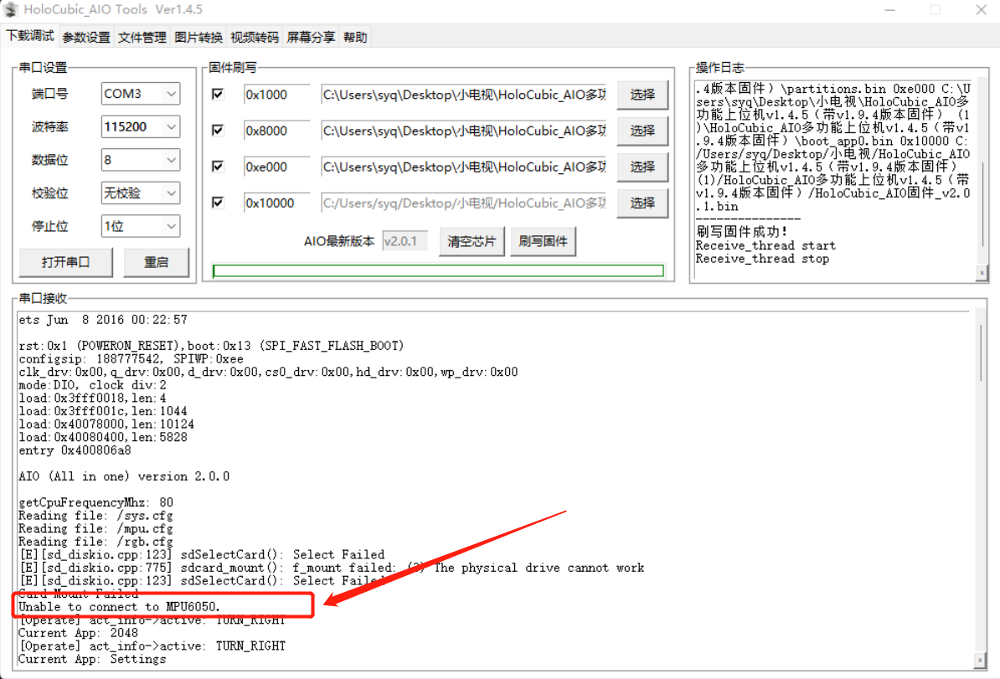 HoloCubic_AIO Tools Ver1.4.5
下载调试 参数设置 文件管理 图片转换 视频转码 屏幕分享 帮助
串口设置
端口号 COM3
波特率 115200
数据位 8
校验位 无校验
停止位 1位
打开串口 重启
固件刷写
0x1000 C:\Users\syq\Desktop\小电视\HoloCubic_AIO多功 选择
0x8000 C:\Users\syq\Desktop\小电视\HoloCubic_AIO多功 选择
0xe000 C:\Users\syq\Desktop\小电视\HoloCubic_AIO多功 选择
0x10000 C:/Users/syq/Desktop/小电视/HoloCubic_AIO多功 选择
AIO最新版本 v2.0.1 清空芯片 刷写固件
操作日志
.4版本固件）\partitions.bin 0xe000 C:\U
sers\syq\Desktop\小电视\HoloCubic_AIO多
功能上位机v1.4.5（带v1.9.4版本固件） (1
)\HoloCubic_AIO多功能上位机v1.4.5（带v1
.9.4版本固件）\boot_app0.bin 0x10000 C:
/Users/syq/Desktop/小电视/HoloCubic_AIO
多功能上位机v1.4.5（带v1.9.4版本固件）
(1)/HoloCubic_AIO多功能上位机v1.4.5（带
v1.9.4版本固件）/HoloCubic_AIO固件_v2.0
.1.bin
---------------
刷写固件成功!
Receive_thread start
Receive_thread stop
串口接收
ets Jun  8 2016 00:22:57
rst:0x1 (POWERON_RESET),boot:0x13 (SPI_FAST_FLASH_BOOT)
configsip: 188777542, SPIWP:0xee
clk_drv:0x00,q_drv:0x00,d_drv:0x00,cs0_drv:0x00,hd_drv:0x00,wp_drv:0x00
mode:DIO, clock div:2
load:0x3fff0018,len:4
load:0x3fff001c,len:1044
load:0x40078000,len:10124
load:0x40080400,len:5828
entry 0x400806a8
AIO (All in one) version 2.0.0
getCpuFrequencyMhz: 80
Reading file: /sys.cfg
Reading file: /mpu.cfg
Reading file: /rgb.cfg
[E][sd_diskio.cpp:123] sdSelectCard(): Select Failed
[E][sd_diskio.cpp:775] sdcard_mount(): f_mount failed: (3) The physical drive cannot work
[E][sd_diskio.cpp:123] sdSelectCard(): Select Failed
Card Mount Failed
Unable to connect to MPU6050.
[Operate] act_info->active: TURN_RIGHT
Current App: 2048
[Operate] act_info->active: TURN_RIGHT
Current App: Settings